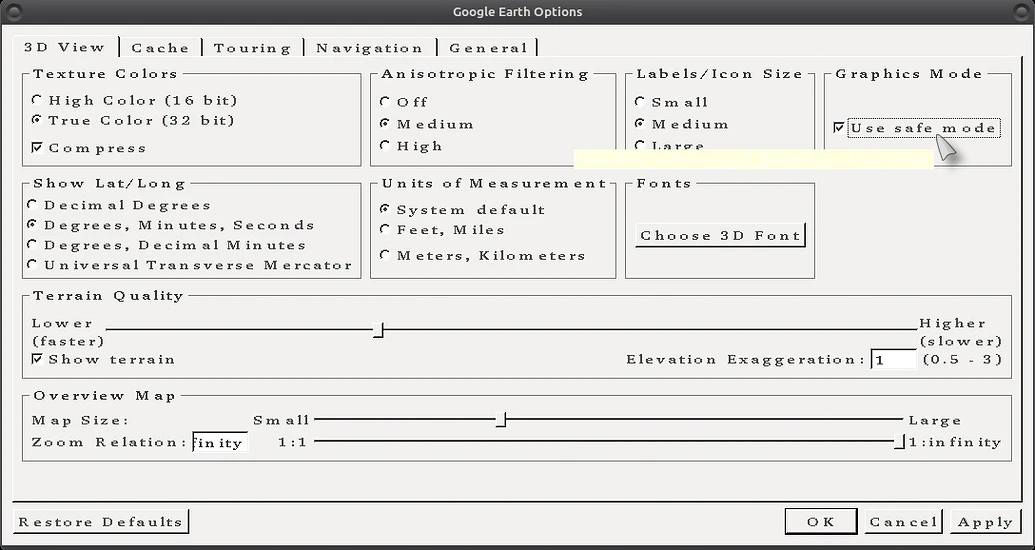 Google Earth Options
3D View Cache Touring Navigation General
Texture Colors
High Color (16 bit)
True Color (32 bit)
Compress
Anisotropic Filtering
Off
Medium
High
Labels/Icon Size
Small
Medium
Large
Graphics Mode
Use safe mode
Show Lat/Long
Decimal Degrees
Degrees, Minutes, Seconds
Degrees, Decimal Minutes
Universal Transverse Mercator
Units of Measurement
System default
Feet, Miles
Meters, Kilometers
Fonts
Choose 3D Font
Terrain Quality
Lower
(faster)
Higher
(slower)
Show terrain
Elevation Exaggeration: 1 (0.5 - 3)
Overview Map
Map Size: Small Large
Zoom Relation: finity 1:1 1:infinity
Restore Defaults OK Cancel Apply